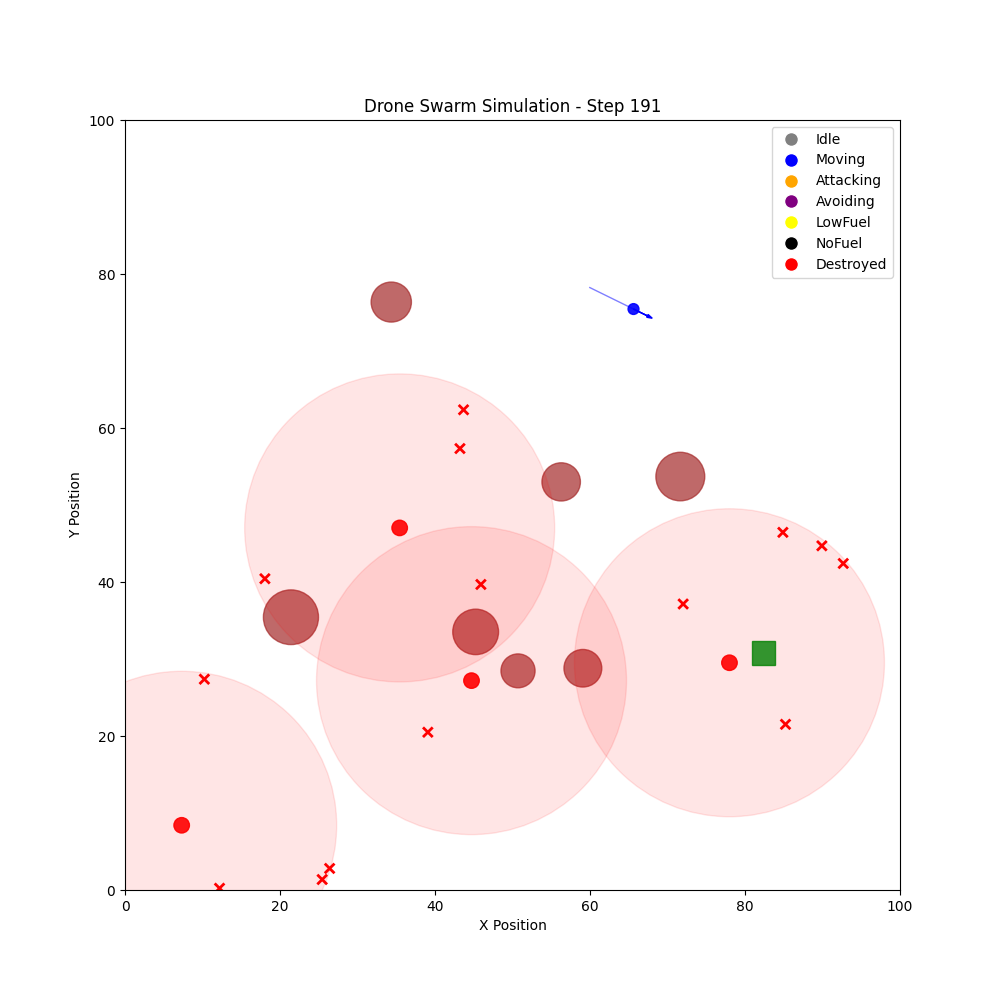 Drone Swarm Simulation - Step 191
Idle
Moving
Attacking
Avoiding
LowFuel
NoFuel
Destroyed
100
80
60
40
20
0
Y Position
0 20 40 60 80 100
X Position